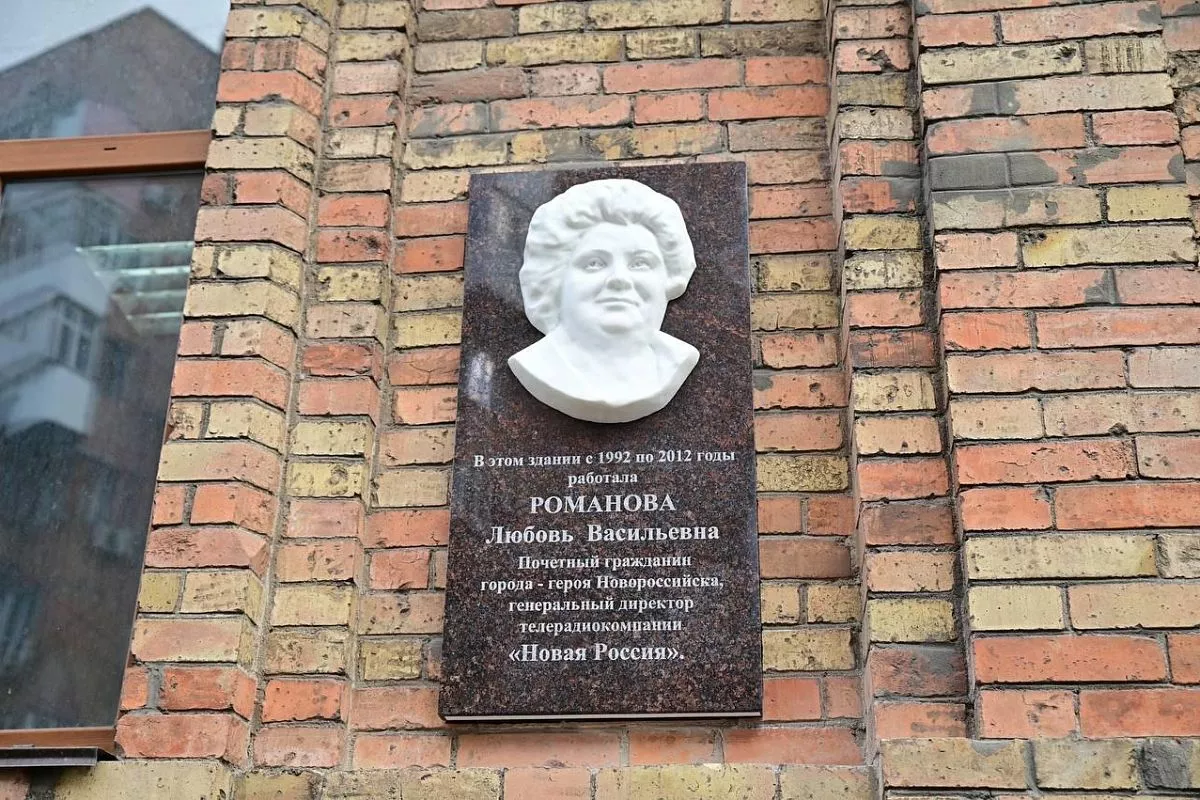 В этом здании с 1992 по 2012 годы
работала
РОМАНОВА
Любовь Васильевна
Почетный гражданин
города - героя Новороссийска,
генеральный директор
телерадиокомпании
«Новая Россия».